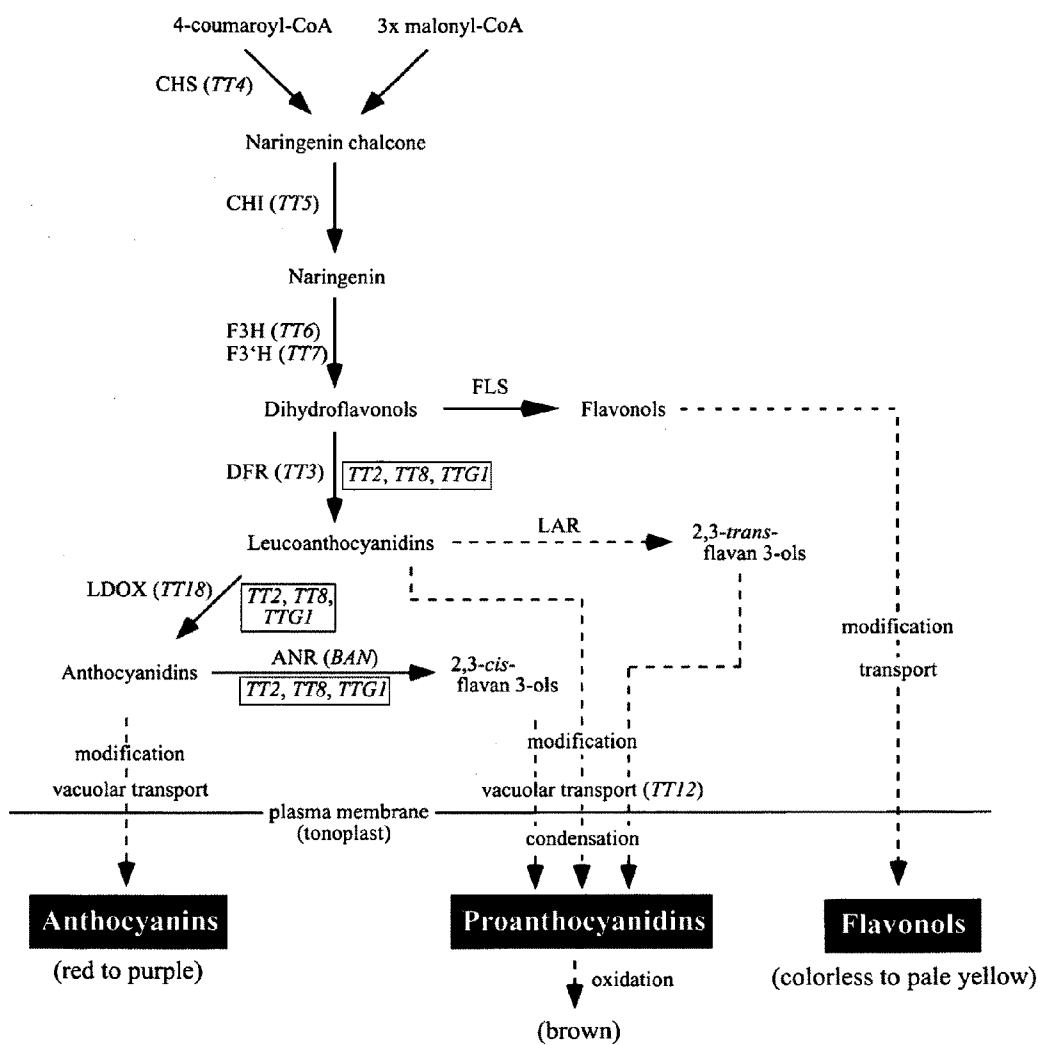 4-coumaroyl-CoA 3x malonyl-CoA
CHS (TT4)
Naringenin chalcone
CHI (TT5)
Naringenin
F3H (TT6)
F3‘H (TT7)
FLS
Dihydroflavonols Flavonols
DFR (TT3) TT2, TT8, TTG1
LAR
Leucoanthocyanidins 2,3-trans-
flavan 3-ols
LDOX (TT18) TT2, TT8,
TTG1
modification
transport
ANR (BAN)
Anthocyanidins 2,3-cis-
flavan 3-ols
TT2, TT8, TTG1
modification modification
vacuolar transport vacuolar transport (TT12)
plasma membrane
(tonoplast)
condensation
Anthocyanins Proanthocyanidins Flavonols
(red to purple) (colorless to pale yellow)
oxidation
(brown)